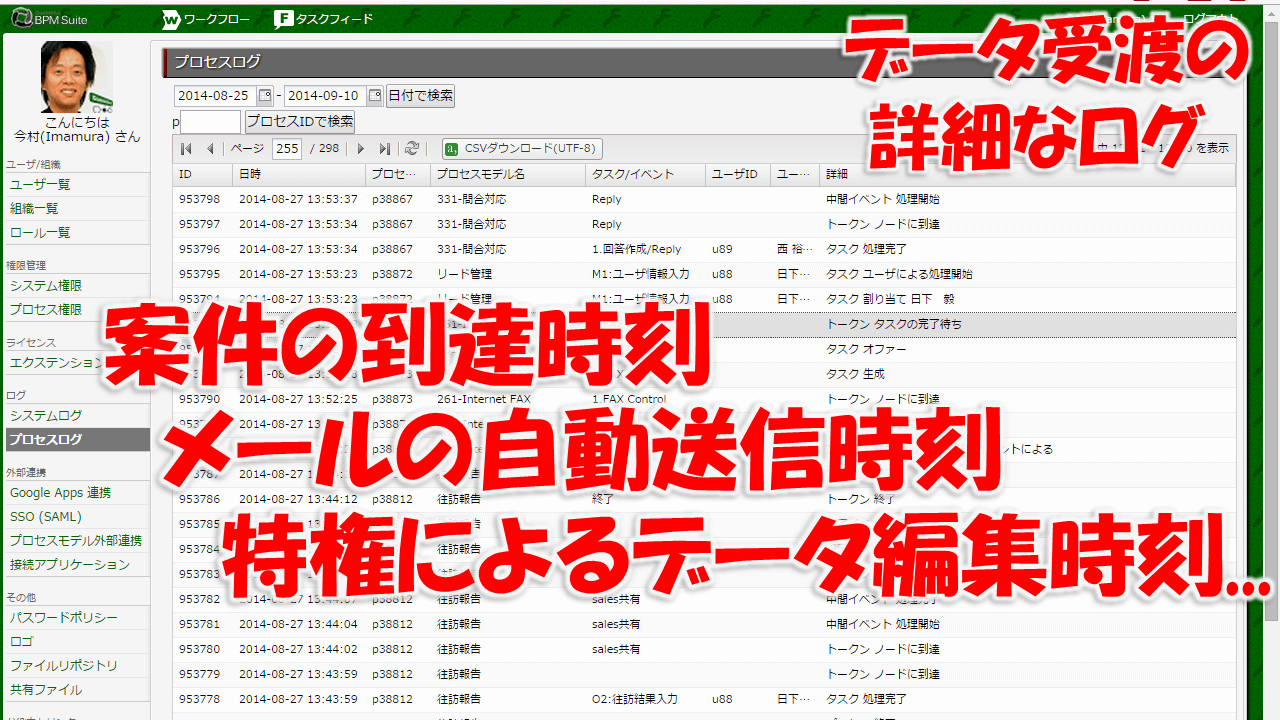 BPM Suite
ワークフロー
タスクフィード
ログアウト
データ受渡の
詳細なログ
こんにちは
今村(Imamura) さん
ユーザ/組織
ユーザ一覧
組織一覧
ロール一覧
権限管理
システム権限
プロセス権限
ライセンス
エクステンション
ログ
システムログ
プロセスログ
外部連携
Google Apps 連携
SSO (SAML)
プロセスモデル外部連携
接続アプリケーション
その他
パスワードポリシー
ロゴ
ファイルリポジトリ
共有ファイル
プロセスログ
2014-08-25 - 2014-09-10 日付で検索
p プロセスIDで検索
ページ 255 / 298 CSVダウンロード(UTF-8) を表示
ID 日時 プロセ… プロセスモデル名 タスク/イベント ユーザID ユー… 詳細
953798 2014-08-27 13:53:37 p38867 331-問合対応 Reply 中間イベント 処理開始
953797 2014-08-27 13:53:34 p38867 331-問合対応 Reply トークン ノードに到達
953796 2014-08-27 13:53:34 p38867 331-問合対応 1.回答作成/Reply u89 西 裕… タスク 処理完了
953795 2014-08-27 13:53:23 p38872 リード管理 M1:ユーザ情報入力 u88 日下… タスク ユーザによる処理開始
953794 2014-08-27 13:53:23 p38872 リード管理 M1:ユーザ情報入力 u88 日下… タスク 割り当て 日下 毅
トークン タスクの完了待ち
タスク オファー
タスク 生成
953790 2014-08-27 13:52:25 p38873 261-Internet FAX 1.FAX Control トークン ノードに到達
案件の到達時刻
メールの自動送信時刻
特権によるデータ編集時刻...
953786 2014-08-27 13:44:12 p38812 往訪報告 終了 トークン 終了
953785
953784
953783
953782 sales共有 中間イベント 処理完了
953781 2014-08-27 13:44:04 p38812 往訪報告 sales共有 中間イベント 処理開始
953780 2014-08-27 13:44:02 p38812 往訪報告 sales共有 トークン ノードに到達
953779 2014-08-27 13:43:59 p38812 往訪報告 トークン ノードに到達
953778 2014-08-27 13:43:59 p38812 往訪報告 O2:往訪結果入力 u88 日下… タスク 処理完了